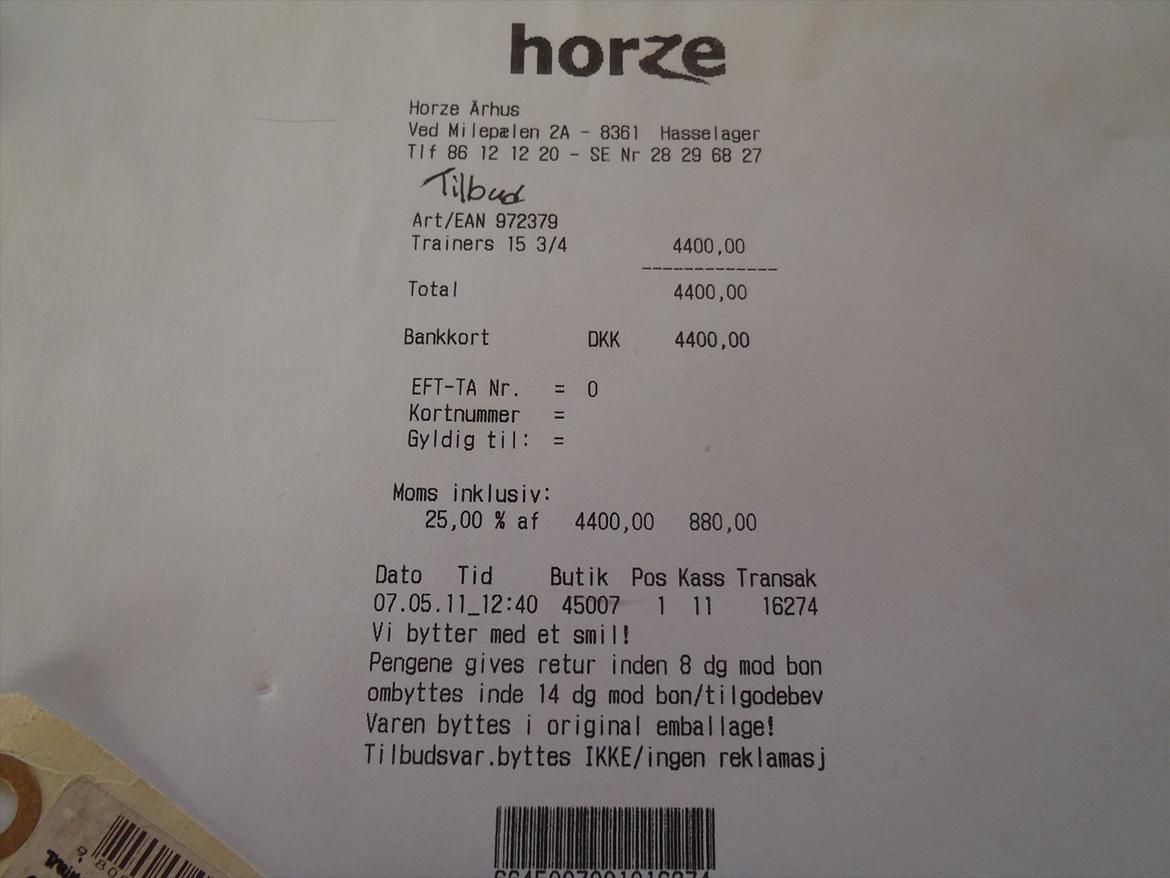 horze
Horze Århus
Ved Milepælen 2A - 8361 Hasselager
Tlf 86 12 12 20 - SE Nr 28 29 68 27
Tilbud
Art/EAN 972379
Trainers 15 3/4 4400,00
Total 4400,00
Bankkort DKK 4400,00
EFT-TA Nr. = 0
Kortnummer =
Gyldig til: =
Moms inklusiv:
25,00 % af 4400,00 880,00
Dato Tid Butik Pos Kass Transak
07.05.11_12:40 45007 1 11 16274
Vi bytter med et smil!
Pengene gives retur inden 8 dg mod bon
ombyttes inde 14 dg mod bon/tilgodebev
Varen byttes i original emballage!
Tilbudsvar.byttes IKKE/ingen reklamasj